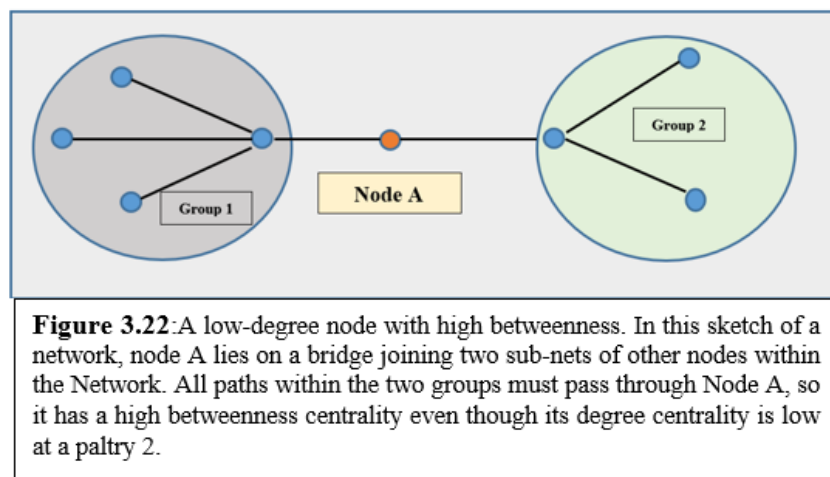 Group 2
Node A
Group 1
Figure 3.22:A low-degree node with high betweenness. In this sketch of a
network, node A lies on a bridge joining two sub-nets of other nodes within
the Network. All paths within the two groups must pass through Node A, so
it has a high betweenness centrality even though its degree centrality is low
at a paltry 2.